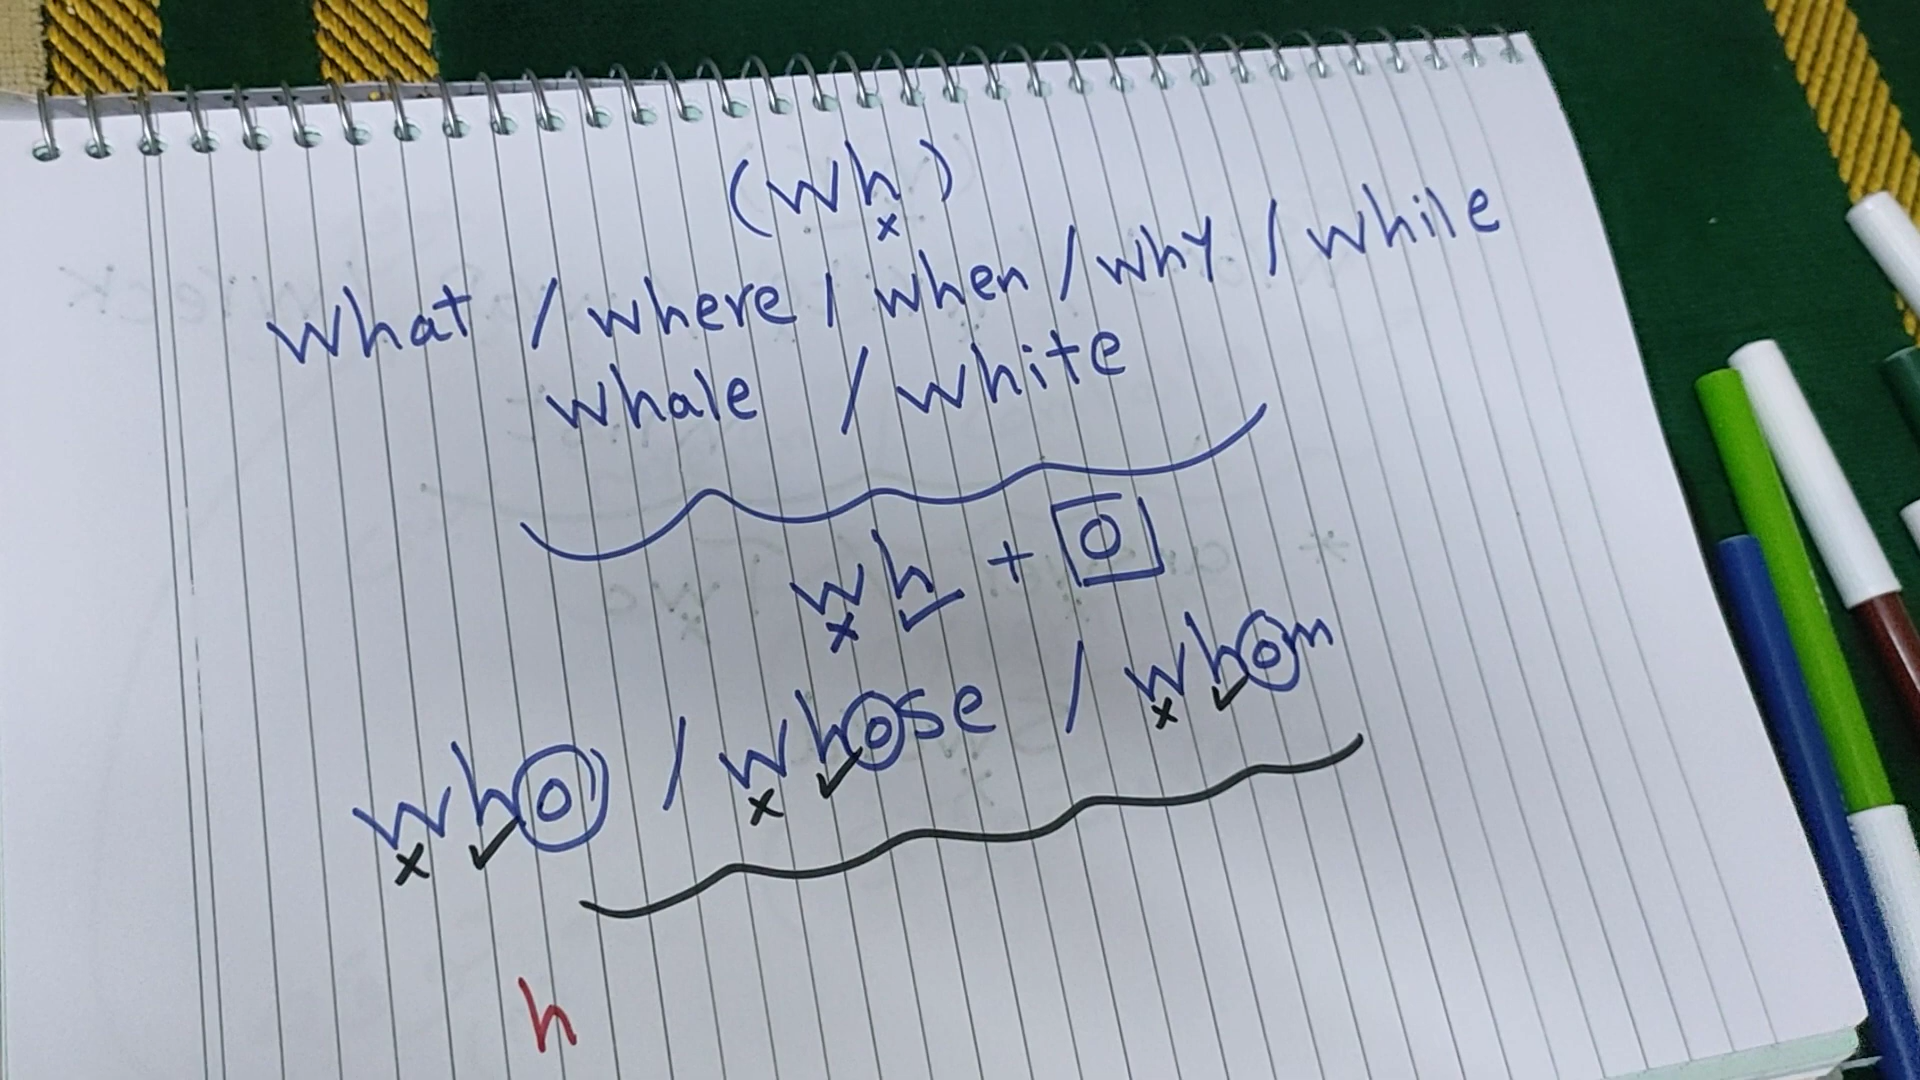 (wh)
x
what / where / when / why / while
whale / white
wh + o
x ✓
who / whose / whom
x ✓ x ✓ x ✓
h